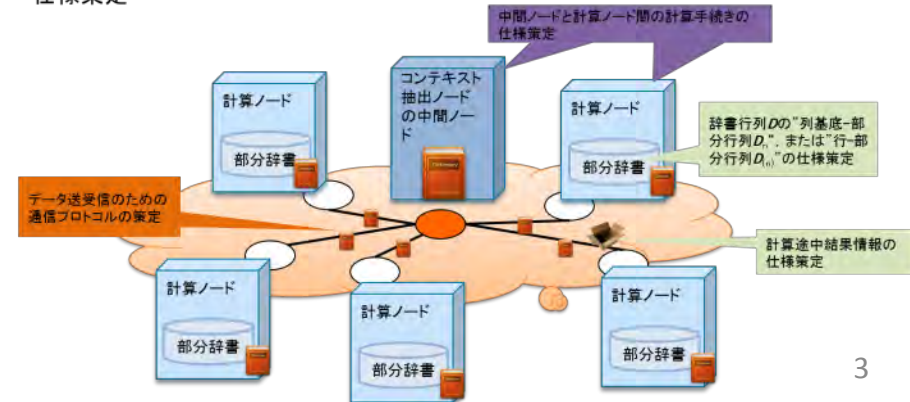 仕様策定
中間ノードと計算ノード間の計算手続きの
仕様策定
計算ノード
部分辞書
コンテキスト
抽出ノード
の中間ノー
ド
計算ノード
部分辞書
辞書行列Dの"列基底-部
分行列Dn", または"行-部
分行列D(n)"の仕様策定
データ送受信のための
通信プロトコルの策定
計算途中結果情報の
仕様策定
計算ノード
部分辞書
計算ノード
部分辞書
計算ノード
部分辞書
3